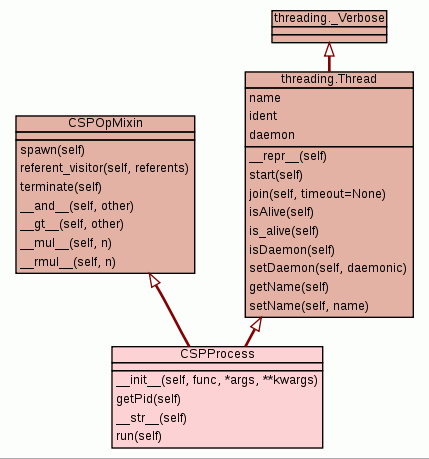 threading._Verbose
threading.Thread
name
ident
daemon
__repr__(self)
start(self)
join(self, timeout=None)
isAlive(self)
is_alive(self)
isDaemon(self)
setDaemon(self, daemonic)
getName(self)
setName(self, name)
CSPOpMixin
spawn(self)
referent_visitor(self, referents)
terminate(self)
__and__(self, other)
__gt__(self, other)
__mul__(self, n)
__rmul__(self, n)
CSPProcess
__init__(self, func, *args, **kwargs)
getPid(self)
__str__(self)
run(self)